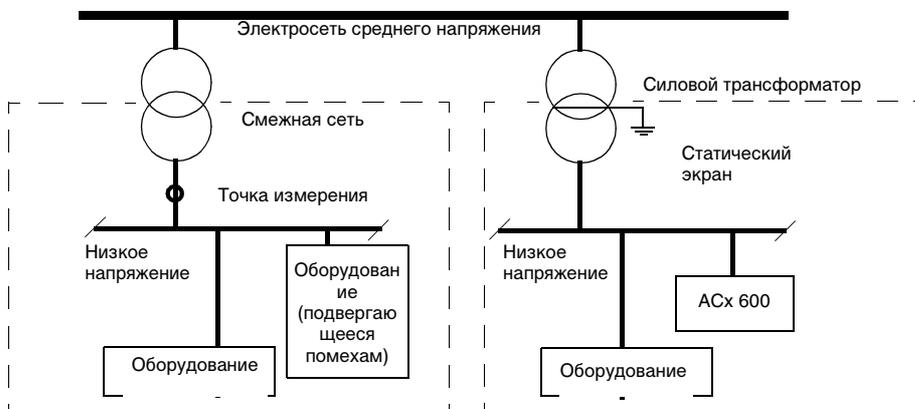 Электросеть среднего напряжения
Силовой трансформатор
Смежная сеть
Статический
экран
Точка измерения
Низкое
напряжение
Оборудован
ие
(подвергаю
щееся
помехам)
Оборудование
Низкое
напряжение
ACx 600
Оборудование